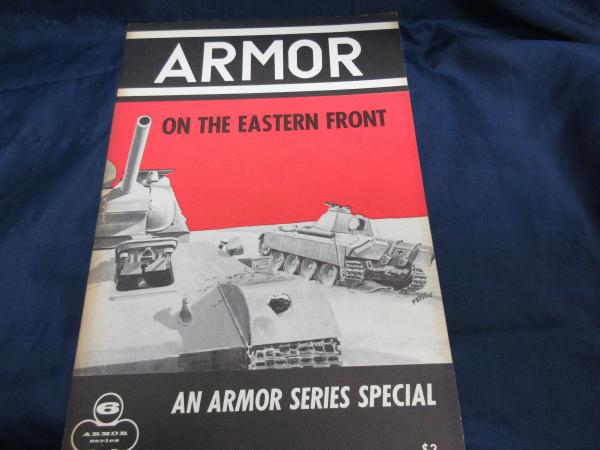 ARMOR
ON THE EASTERN FRONT
AN ARMOR SERIES SPECIAL
6
ARMOR
series